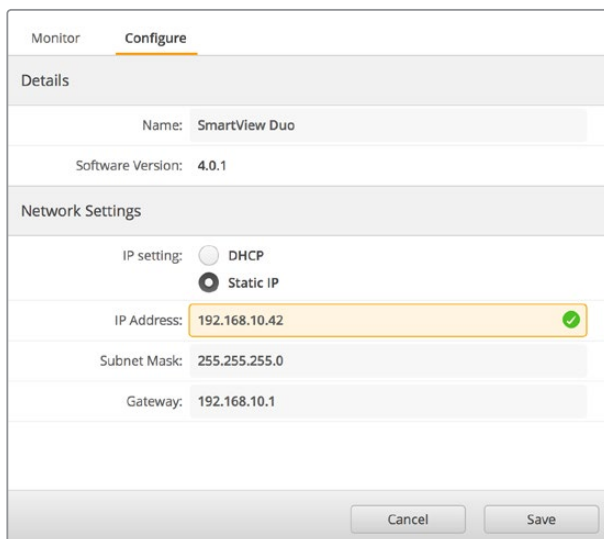 Monitor Configure
Details
Name: SmartView Duo
Software Version: 4.0.1
Network Settings
IP setting: DHCP
Static IP
IP Address: 192.168.10.42
Subnet Mask: 255.255.255.0
Gateway: 192.168.10.1
Cancel Save